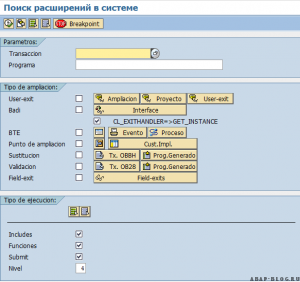 Поиск расширений в системе
STOP Breakpoint
Parametros:
Transaccion
Programa
Tipo de ampliacion:
User-exit Ampliacion Proyecto User-exit
Badi Interface
CL_EXITHANDLER=>GET_INSTANCE
BTE Evento Proceso
Punto de ampliacion Cust.Impl.
Sustitucion Tx. OBBH Prog.Generado
Validacion Tx. OB28 Prog.Generado
Field-exit Field-exits
Tipo de ejecucion:
Includes
Funciones
Submit
Nivel 4
ABAP-BLOG.RU